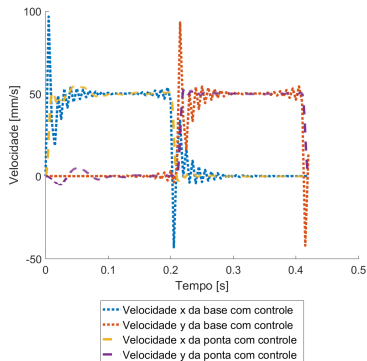 100
50
0
-50
Velocidade [mm/s]
0 0.1 0.2 0.3 0.4 0.5
Tempo [s]
Velocidade x da base com controle
Velocidade y da base com controle
Velocidade x da ponta com controle
Velocidade y da ponta com controle